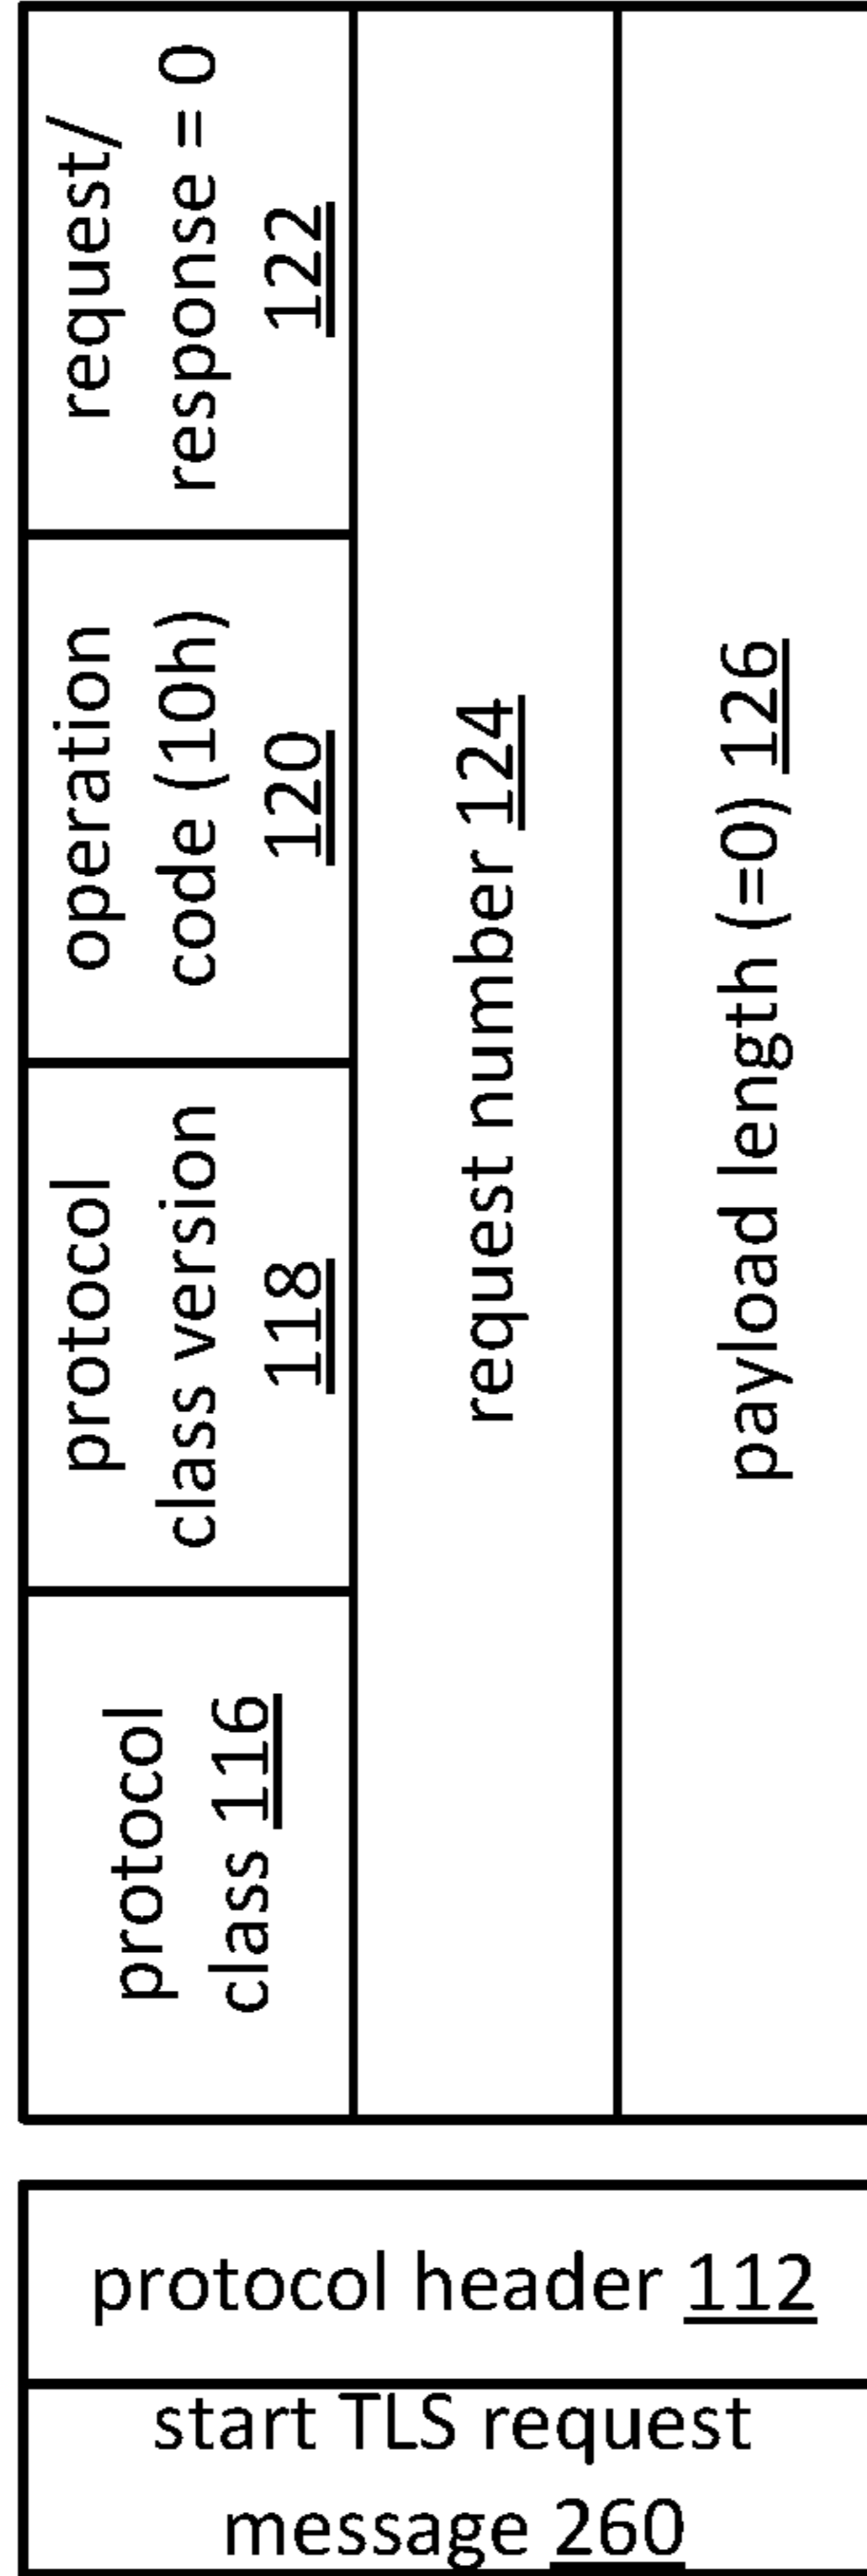 protocol
class 116
protocol
class version
118
operation
code (10h)
120
request/
response = 0
122
request number 124
payload length (=0) 126
protocol header 112
start TLS request
message 260